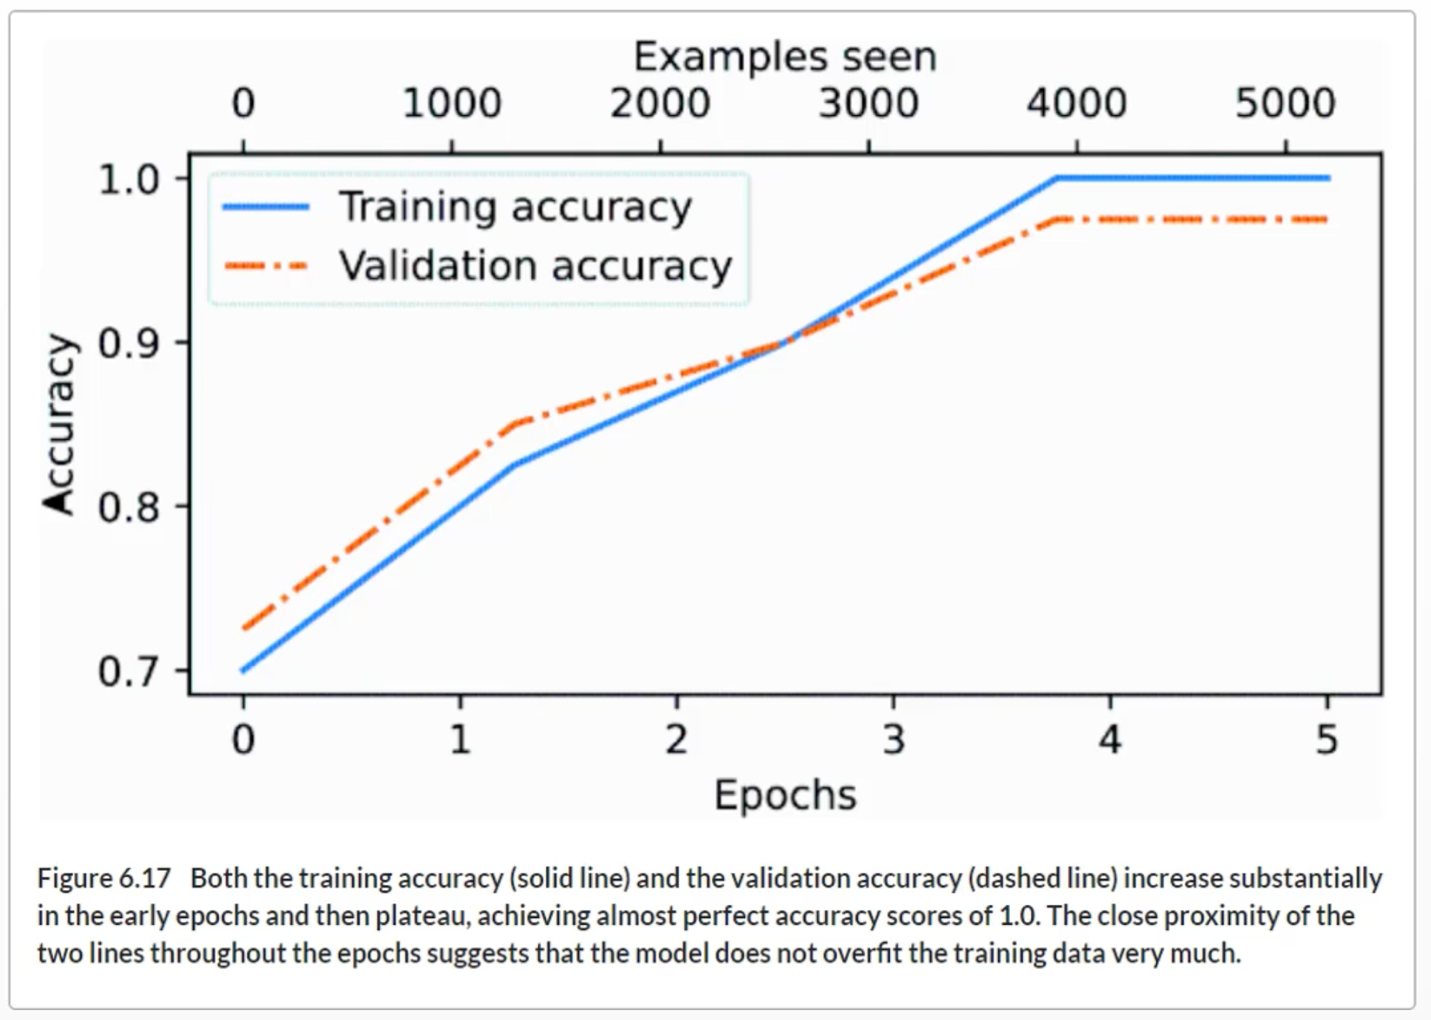 Examples seen
0 1000 2000 3000 4000 5000
1.0
Training accuracy
Validation accuracy
0.9
Accuracy
0.8
0.7
0 1 2 3 4 5
Epochs
Figure 6.17 Both the training accuracy (solid line) and the validation accuracy (dashed line) increase substantially
in the early epochs and then plateau, achieving almost perfect accuracy scores of 1.0. The close proximity of the
two lines throughout the epochs suggests that the model does not overfit the training data very much.